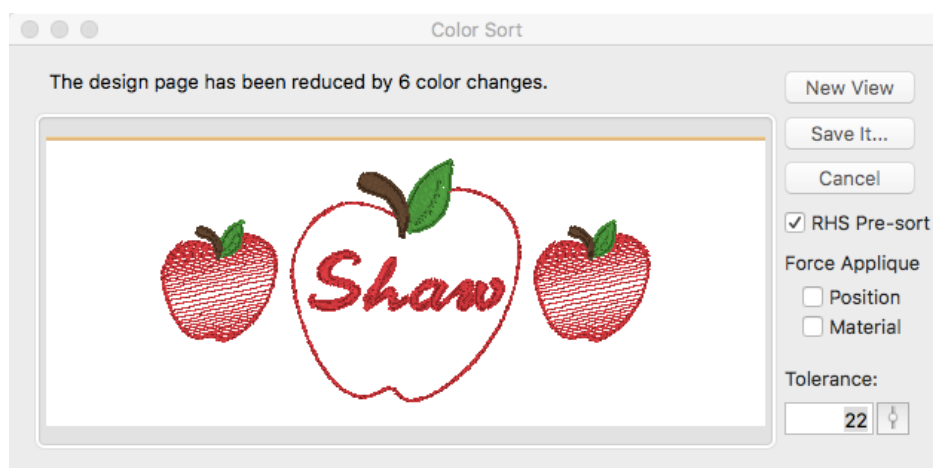 Color Sort
The design page has been reduced by 6 color changes.
New View
Save It...
Cancel
RHS Pre-sort
Force Applique
Position
Material
Tolerance:
22
Shaw